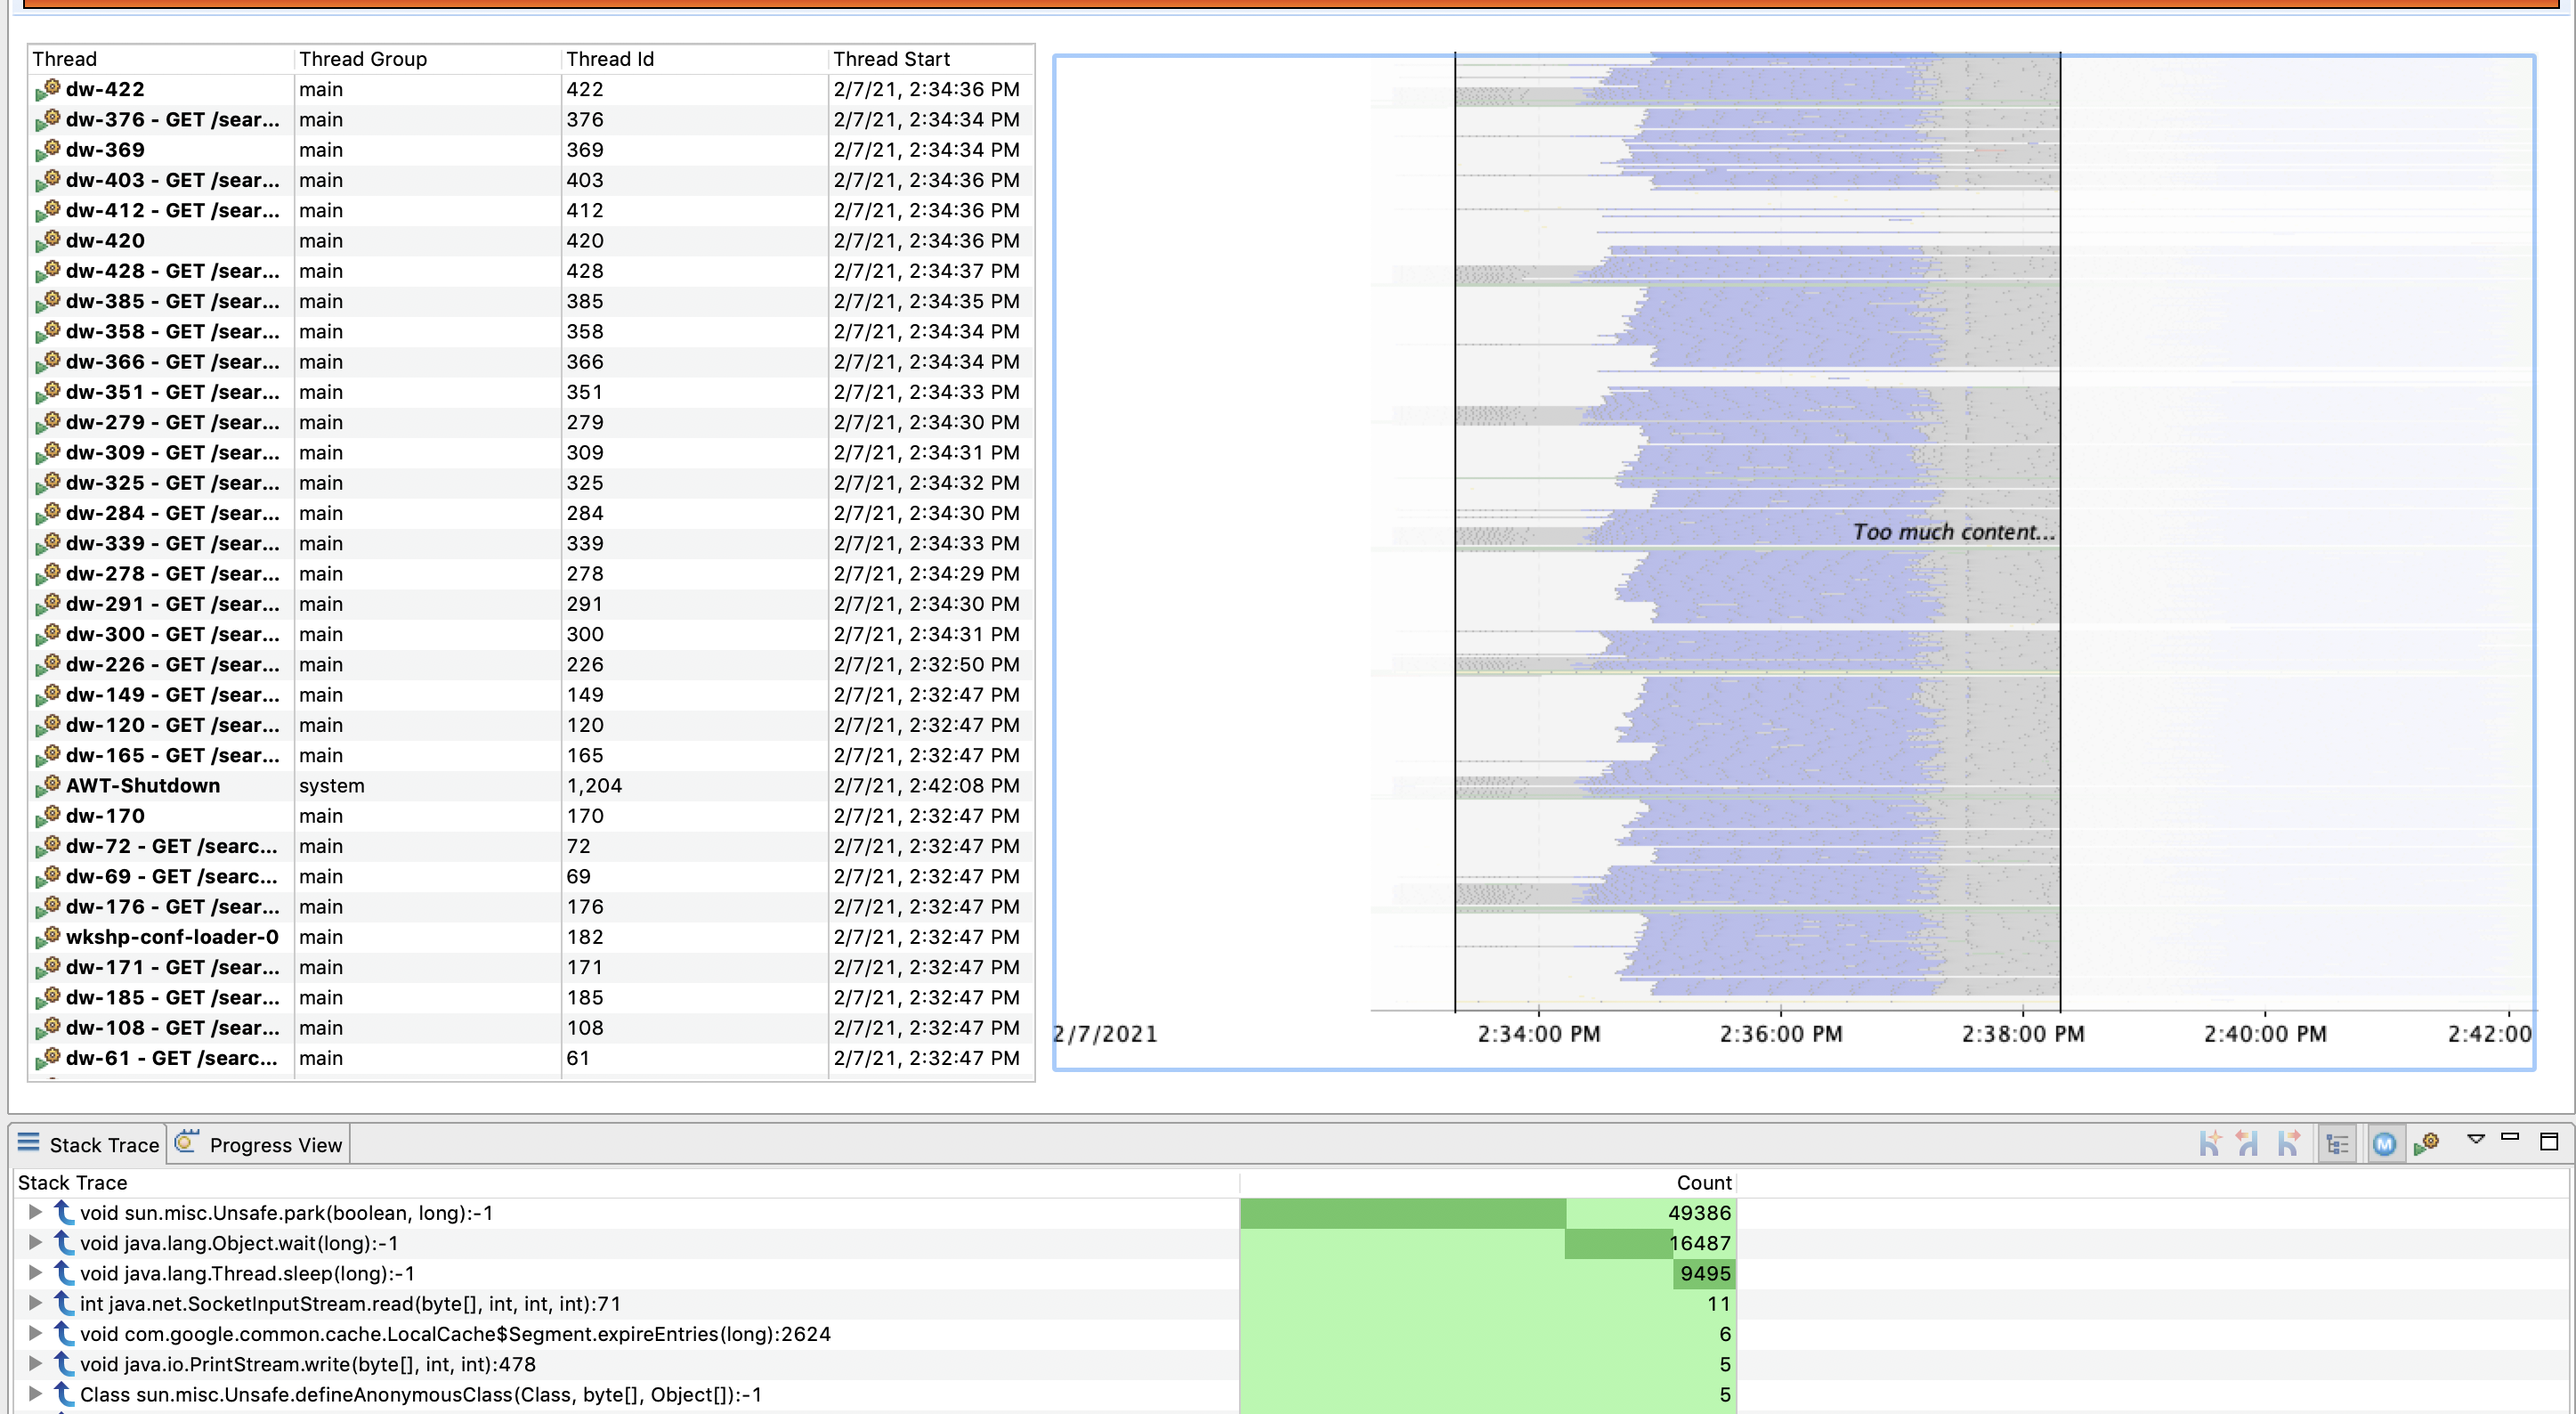 Thread Thread Group Thread Id Thread Start
dw-422 main 422 2/7/21, 2:34:36 PM
dw-376 - GET /sear... main 376 2/7/21, 2:34:34 PM
dw-369 main 369 2/7/21, 2:34:34 PM
dw-403 - GET /sear... main 403 2/7/21, 2:34:36 PM
dw-412 - GET /sear... main 412 2/7/21, 2:34:36 PM
dw-420 main 420 2/7/21, 2:34:36 PM
dw-428 - GET /sear... main 428 2/7/21, 2:34:37 PM
dw-385 - GET /sear... main 385 2/7/21, 2:34:35 PM
dw-358 - GET /sear... main 358 2/7/21, 2:34:34 PM
dw-366 - GET /sear... main 366 2/7/21, 2:34:34 PM
dw-351 - GET /sear... main 351 2/7/21, 2:34:33 PM
dw-279 - GET /sear... main 279 2/7/21, 2:34:30 PM
dw-309 - GET /sear... main 309 2/7/21, 2:34:31 PM
dw-325 - GET /sear... main 325 2/7/21, 2:34:32 PM
dw-284 - GET /sear... main 284 2/7/21, 2:34:30 PM
dw-339 - GET /sear... main 339 2/7/21, 2:34:33 PM
dw-278 - GET /sear... main 278 2/7/21, 2:34:29 PM
dw-291 - GET /sear... main 291 2/7/21, 2:34:30 PM
dw-300 - GET /sear... main 300 2/7/21, 2:34:31 PM
dw-226 - GET /sear... main 226 2/7/21, 2:32:50 PM
dw-149 - GET /sear... main 149 2/7/21, 2:32:47 PM
dw-120 - GET /sear... main 120 2/7/21, 2:32:47 PM
dw-165 - GET /sear... main 165 2/7/21, 2:32:47 PM
AWT-Shutdown system 1,204 2/7/21, 2:42:08 PM
dw-170 main 170 2/7/21, 2:32:47 PM
dw-72 - GET /searc... main 72 2/7/21, 2:32:47 PM
dw-69 - GET /searc... main 69 2/7/21, 2:32:47 PM
dw-176 - GET /sear... main 176 2/7/21, 2:32:47 PM
wkshp-conf-loader-0 main 182 2/7/21, 2:32:47 PM
dw-171 - GET /sear... main 171 2/7/21, 2:32:47 PM
dw-185 - GET /sear... main 185 2/7/21, 2:32:47 PM
dw-108 - GET /sear... main 108 2/7/21, 2:32:47 PM
dw-61 - GET /searc... main 61 2/7/21, 2:32:47 PM
Too much content...
2/7/2021 2:34:00 PM 2:36:00 PM 2:38:00 PM 2:40:00 PM 2:42:00
Stack Trace Progress View
M
Stack Trace Count
void sun.misc.Unsafe.park(boolean, long):-1 49386
void java.lang.Object.wait(long):-1 16487
void java.lang.Thread.sleep(long):-1 9495
int java.net.SocketInputStream.read(byte[], int, int, int):71 11
void com.google.common.cache.LocalCache$Segment.expireEntries(long):2624 6
void java.io.PrintStream.write(byte[], int, int):478 5
Class sun.misc.Unsafe.defineAnonymousClass(Class, byte[], Object[]):-1 5